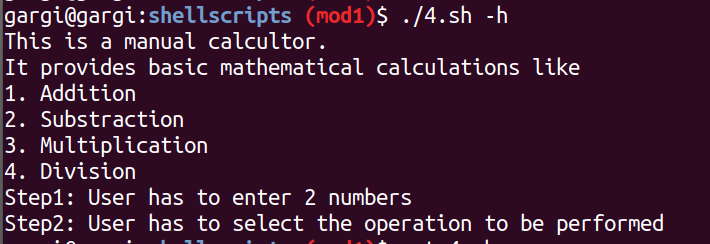 gargi@gargi:shellscripts (mod1)$ ./4.sh -h
This is a manual calcultor.
It provides basic mathematical calculations like
1. Addition
2. Substraction
3. Multiplication
4. Division
Step1: User has to enter 2 numbers
Step2: User has to select the operation to be performed